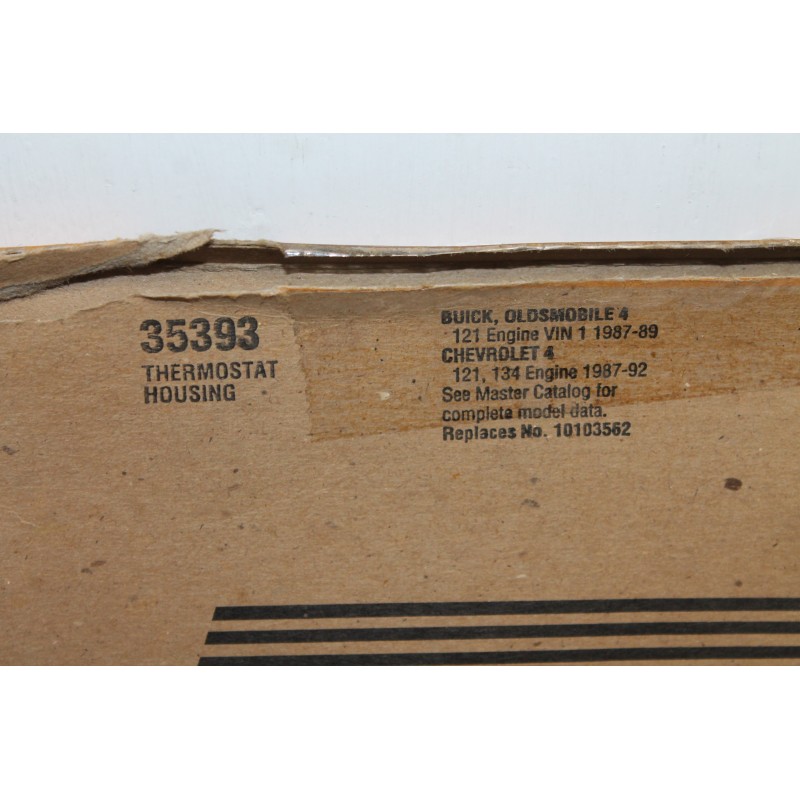 35393
THERMOSTAT
HOUSING
BUICK, OLDSMOBILE 4
121 Engine VIN 1 1987-89
CHEVROLET 4
121, 134 Engine 1987-92
See Master Catalog for
complete model data.
Replaces No. 10103562